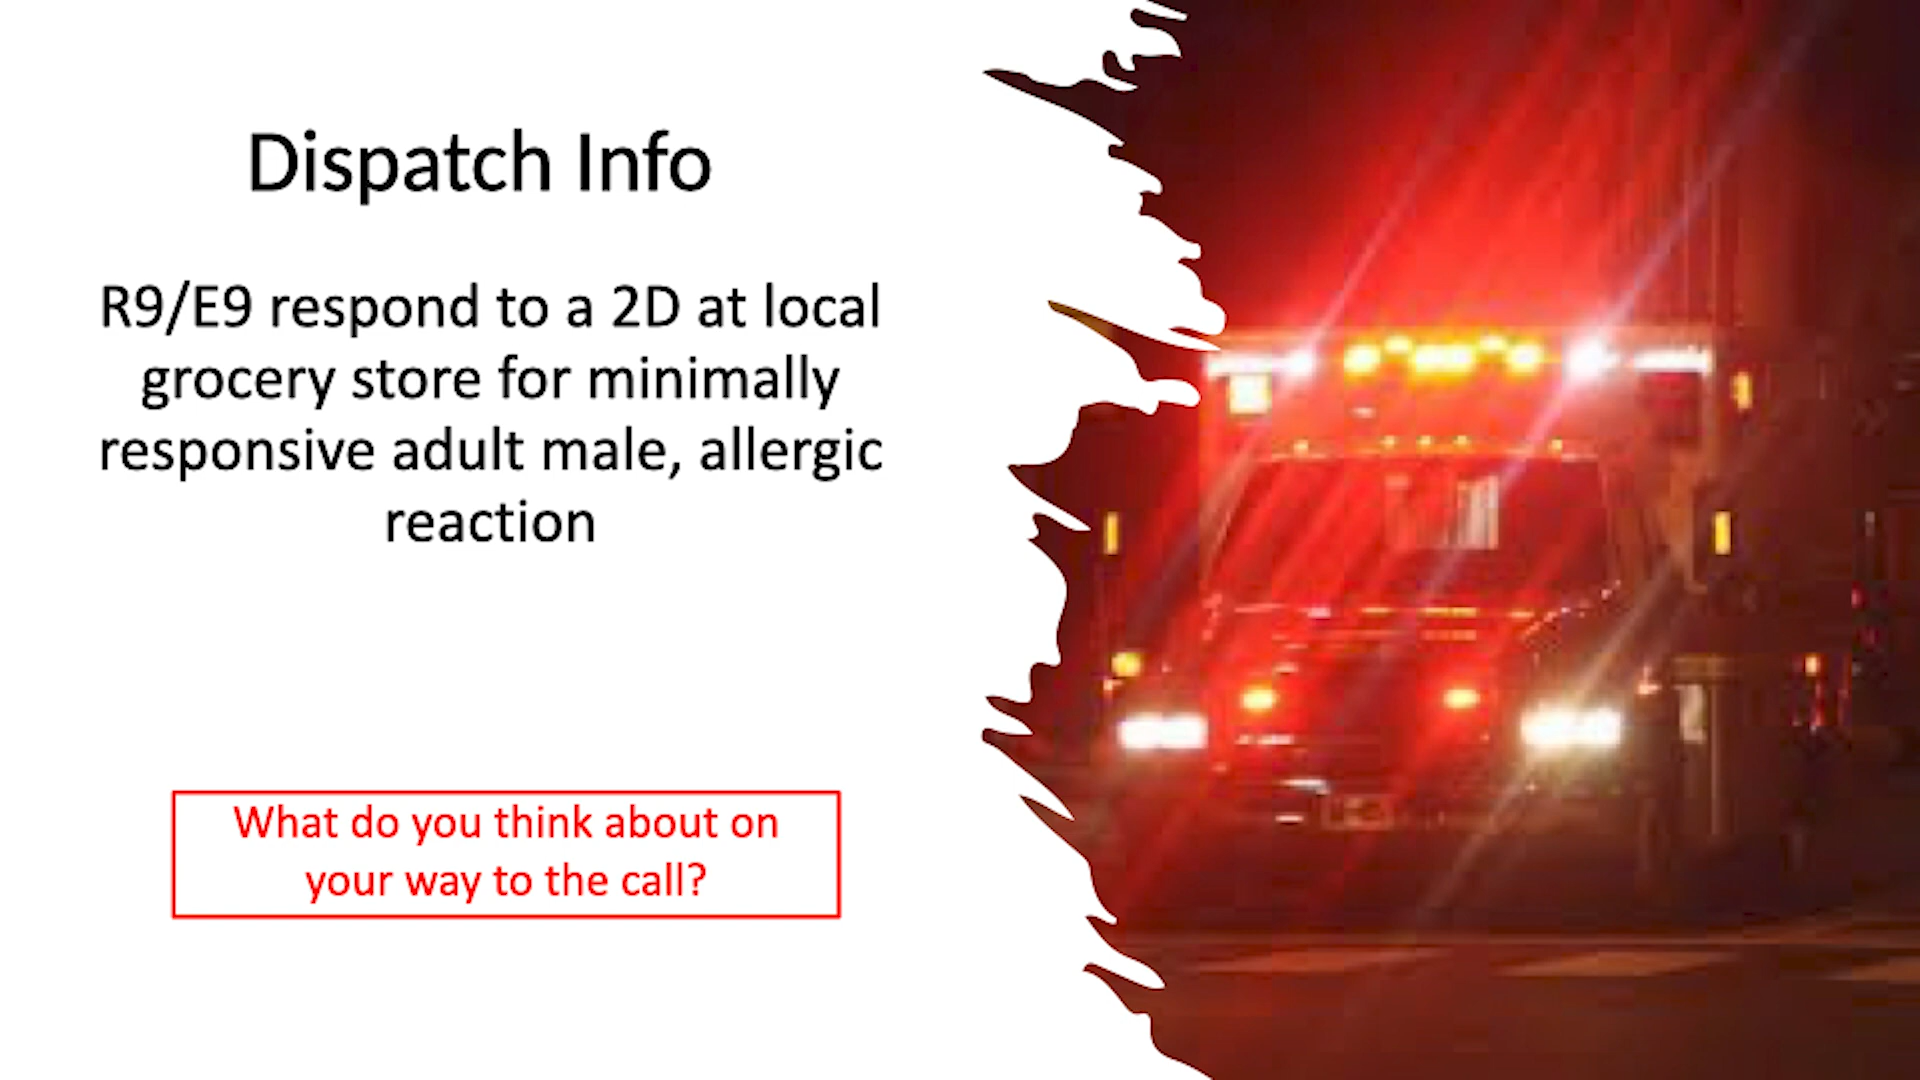 Dispatch Info
R9/E9 respond to a 2D at local
grocery store for minimally
responsive adult male, allergic
reaction
What do you think about on
your way to the call?